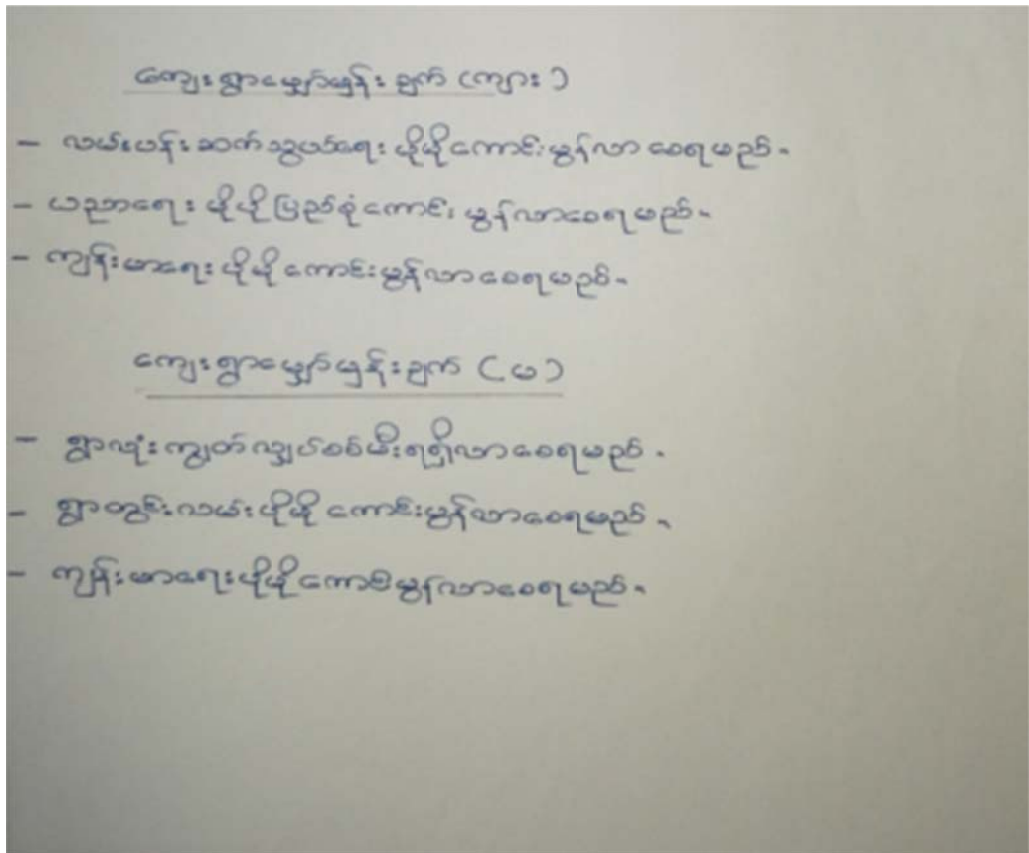 ကျေးရွာမျှော်မှန်းချက် (ကျား)
- လမ်းပန်းဆက်သွယ်ရေး ပိုမိုကောင်းမွန်လာစေရမည်။
- ပညာရေး ပိုမိုပြည့်စုံကောင်းမွန်လာစေရမည်။
- ကျန်းမာရေး ပိုမိုကောင်းမွန်လာစေရမည်။
ကျေးရွာမျှော်မှန်းချက် (မ)
- ရွာလုံးကျွတ်လျှပ်စစ်မီးရရှိလာစေရမည်။
- ရွာတွင်းလမ်းပိုမိုကောင်းမွန်လာစေရမည်။
- ကျန်းမာရေးပိုမိုကောင်းမွန်လာစေရမည်။